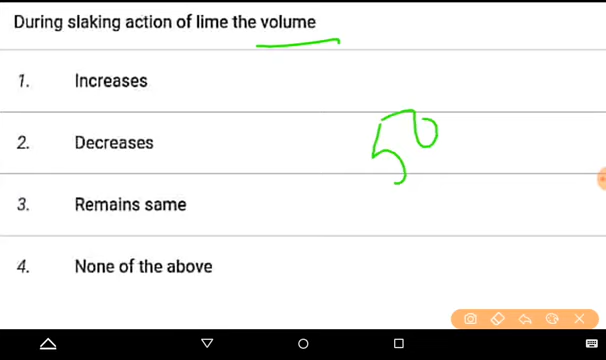 During slaking action of lime the volume
1. Increases
50
2. Decreases
3. Remains same
4. None of the above